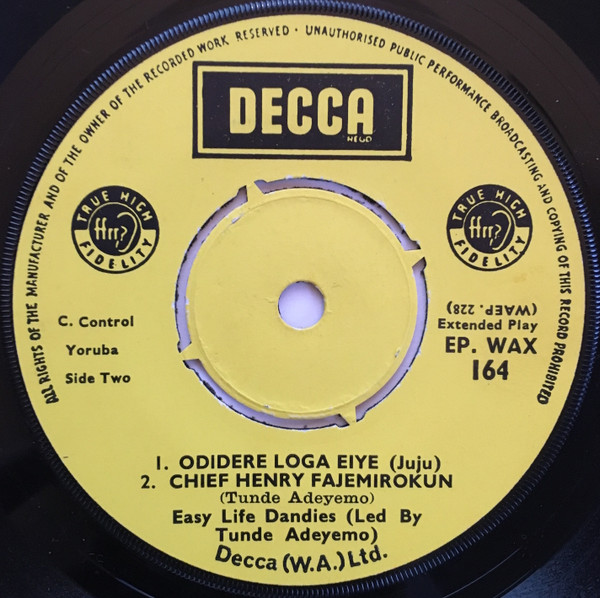 ALL RIGHTS OF THE MANUFACTURER AND OF THE OWNER OF THE RECORDED WORK RESERVED · UNAUTHORISED PUBLIC PERFORMANCE BROADCASTING AND COPYING OF THIS RECORD PROHIBITED
DECCA
REGD
TRUE HIGH
ffrr
FIDELITY
TRUE HIGH
ffrr
FIDELITY
C. Control
Yoruba
Side Two
(WAEP. 228)
Extended Play
EP. WAX
164
1. ODIDERE LOGA EIYE (Juju)
2. CHIEF HENRY FAJEMIROKUN
(Tunde Adeyemo)
Easy Life Dandies (Led By
Tunde Adeyemo)
Decca (W.A.) Ltd.